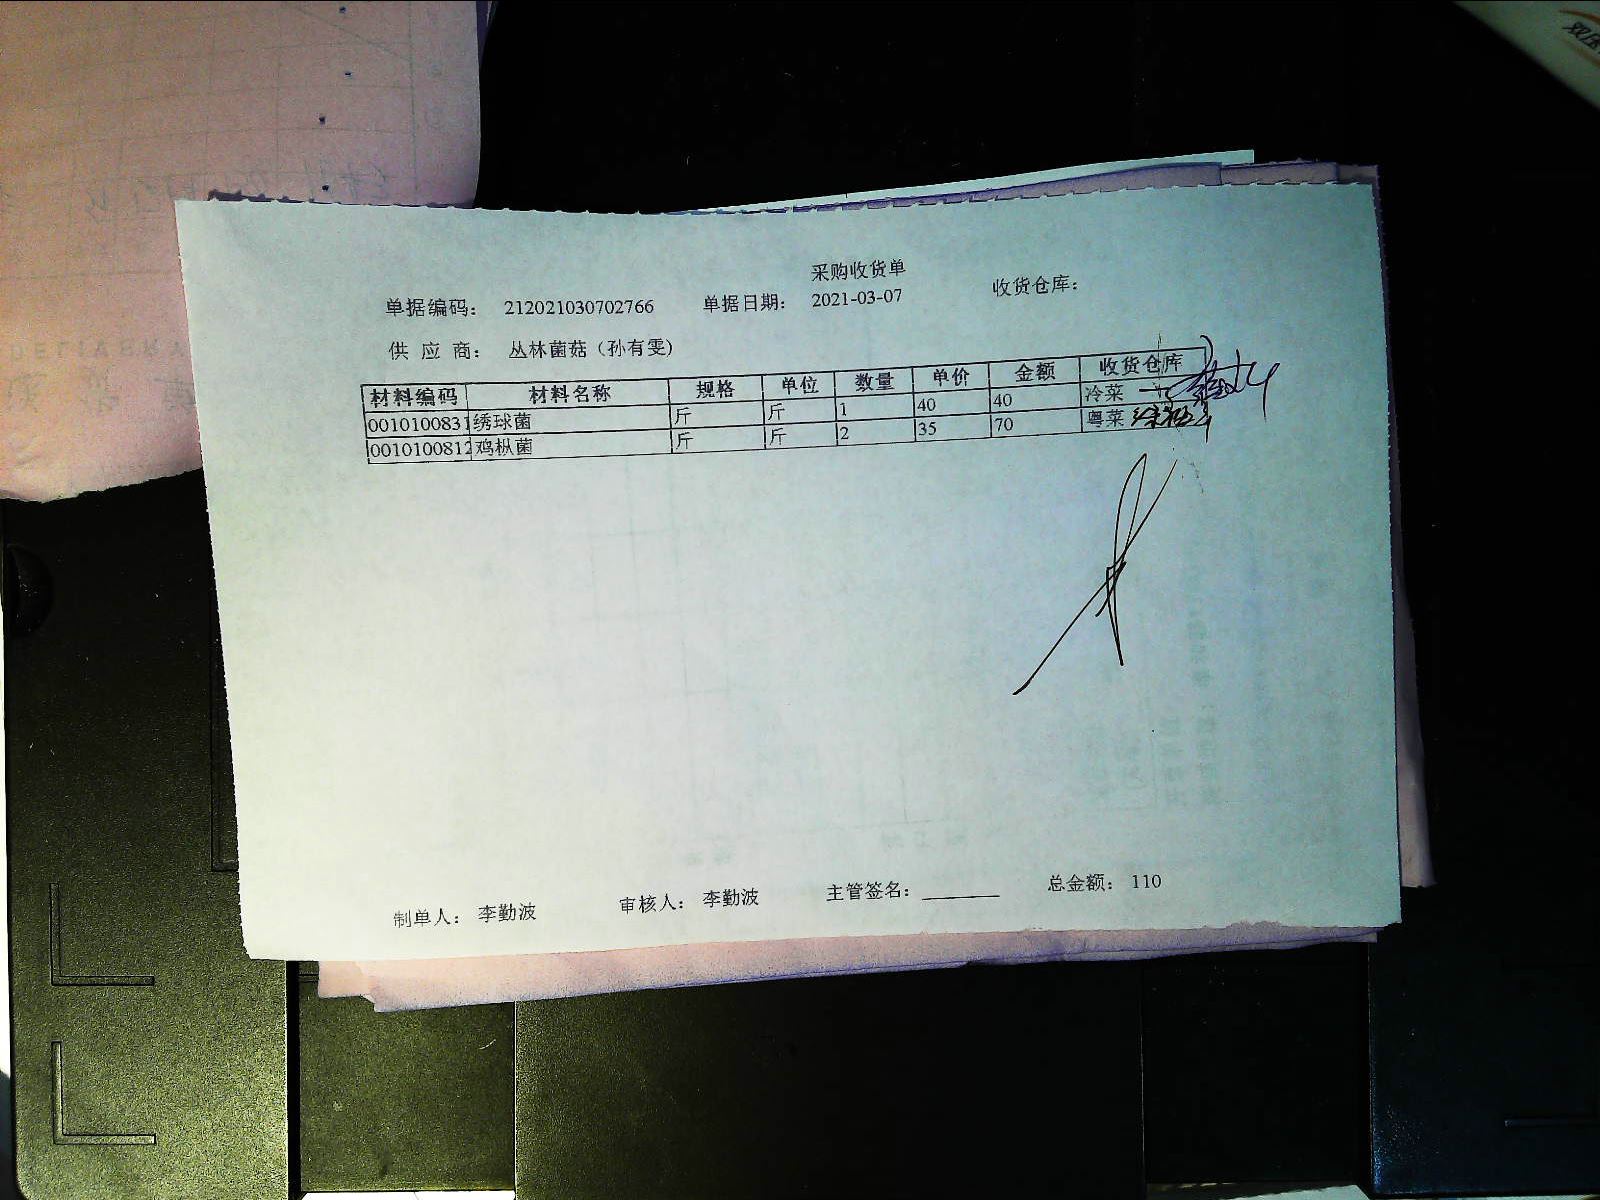 采购收货单
单据编码： 212021030702766 单据日期： 2021-03-07 收货仓库：
供 应 商： 丛林菌菇（孙有雯）
材料编码 材料名称 规格 单位 数量 单价 金额 收货仓库
0010100831 绣球菌 斤 斤 1 40 40 冷菜
0010100812 鸡枞菌 斤 斤 2 35 70 粤菜
制单人： 李勤波 审核人： 李勤波 主管签名： 总金额： 110